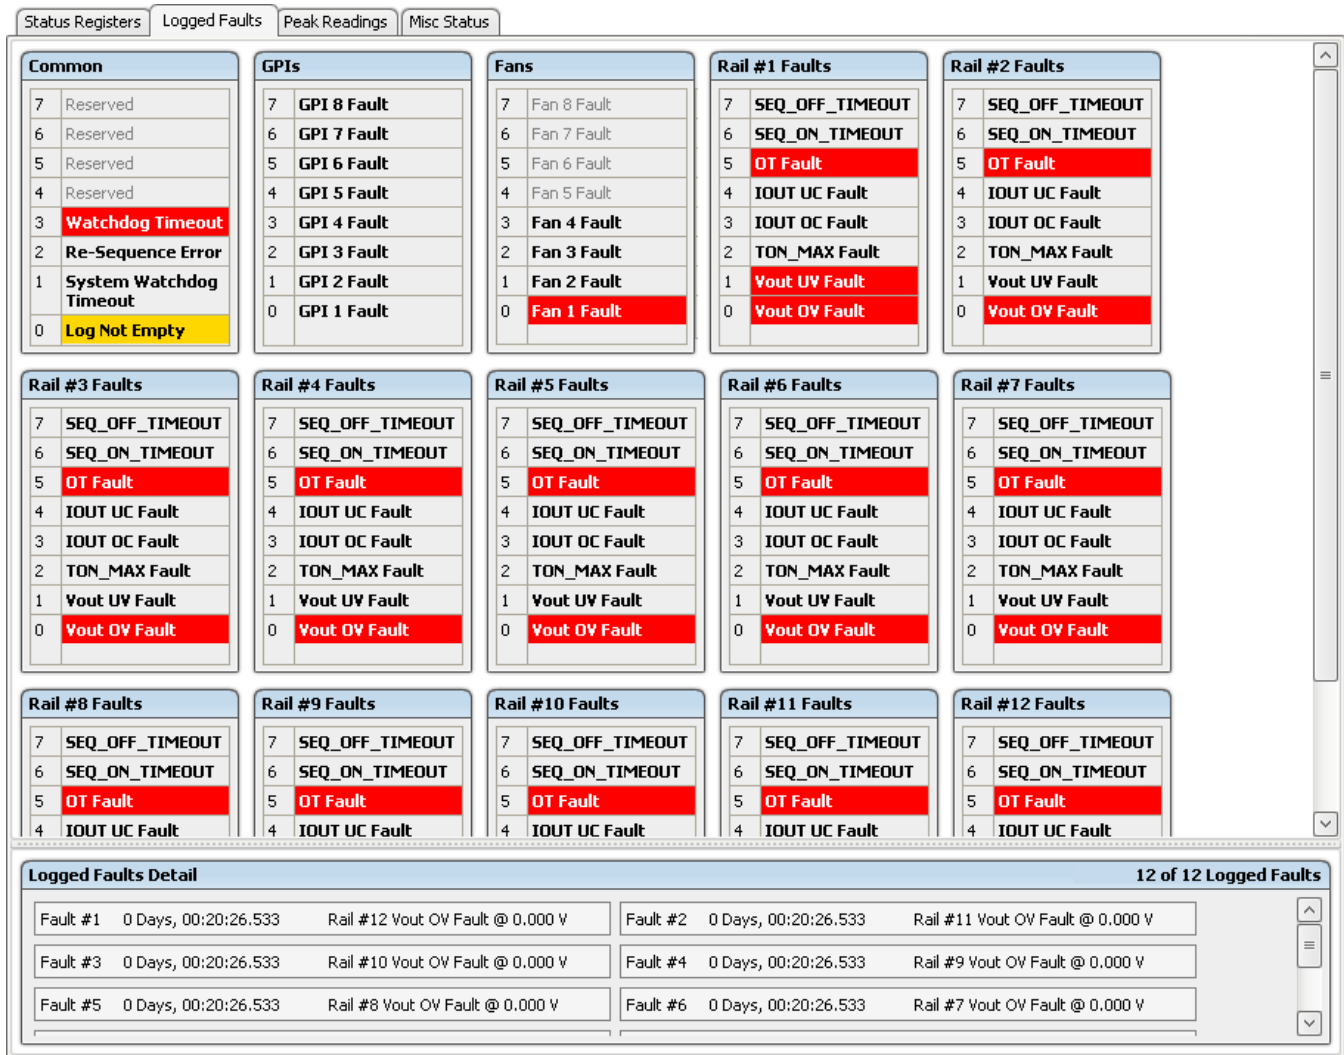 Status Registers Logged Faults Peak Readings Misc Status
Common
7 Reserved
6 Reserved
5 Reserved
4 Reserved
3 Watchdog Timeout
2 Re-Sequence Error
1 System Watchdog
Timeout
0 Log Not Empty
GPIs
7 GPI 8 Fault
6 GPI 7 Fault
5 GPI 6 Fault
4 GPI 5 Fault
3 GPI 4 Fault
2 GPI 3 Fault
1 GPI 2 Fault
0 GPI 1 Fault
Fans
7 Fan 8 Fault
6 Fan 7 Fault
5 Fan 6 Fault
4 Fan 5 Fault
3 Fan 4 Fault
2 Fan 3 Fault
1 Fan 2 Fault
0 Fan 1 Fault
Rail #1 Faults
7 SEQ_OFF_TIMEOUT
6 SEQ_ON_TIMEOUT
5 OT Fault
4 IOUT UC Fault
3 IOUT OC Fault
2 TON_MAX Fault
1 Vout UV Fault
0 Vout OV Fault
Rail #2 Faults
7 SEQ_OFF_TIMEOUT
6 SEQ_ON_TIMEOUT
5 OT Fault
4 IOUT UC Fault
3 IOUT OC Fault
2 TON_MAX Fault
1 Vout UV Fault
0 Vout OV Fault
Rail #3 Faults
7 SEQ_OFF_TIMEOUT
6 SEQ_ON_TIMEOUT
5 OT Fault
4 IOUT UC Fault
3 IOUT OC Fault
2 TON_MAX Fault
1 Vout UV Fault
0 Vout OV Fault
Rail #4 Faults
7 SEQ_OFF_TIMEOUT
6 SEQ_ON_TIMEOUT
5 OT Fault
4 IOUT UC Fault
3 IOUT OC Fault
2 TON_MAX Fault
1 Vout UV Fault
0 Vout OV Fault
Rail #5 Faults
7 SEQ_OFF_TIMEOUT
6 SEQ_ON_TIMEOUT
5 OT Fault
4 IOUT UC Fault
3 IOUT OC Fault
2 TON_MAX Fault
1 Vout UV Fault
0 Vout OV Fault
Rail #6 Faults
7 SEQ_OFF_TIMEOUT
6 SEQ_ON_TIMEOUT
5 OT Fault
4 IOUT UC Fault
3 IOUT OC Fault
2 TON_MAX Fault
1 Vout UV Fault
0 Vout OV Fault
Rail #7 Faults
7 SEQ_OFF_TIMEOUT
6 SEQ_ON_TIMEOUT
5 OT Fault
4 IOUT UC Fault
3 IOUT OC Fault
2 TON_MAX Fault
1 Vout UV Fault
0 Vout OV Fault
Rail #8 Faults
7 SEQ_OFF_TIMEOUT
6 SEQ_ON_TIMEOUT
5 OT Fault
4 IOUT UC Fault
Rail #9 Faults
7 SEQ_OFF_TIMEOUT
6 SEQ_ON_TIMEOUT
5 OT Fault
4 IOUT UC Fault
Rail #10 Faults
7 SEQ_OFF_TIMEOUT
6 SEQ_ON_TIMEOUT
5 OT Fault
4 IOUT UC Fault
Rail #11 Faults
7 SEQ_OFF_TIMEOUT
6 SEQ_ON_TIMEOUT
5 OT Fault
4 IOUT UC Fault
Rail #12 Faults
7 SEQ_OFF_TIMEOUT
6 SEQ_ON_TIMEOUT
5 OT Fault
4 IOUT UC Fault
Logged Faults Detail 12 of 12 Logged Faults
Fault #1 0 Days, 00:20:26.533 Rail #12 Vout OV Fault @ 0.000 V
Fault #2 0 Days, 00:20:26.533 Rail #11 Vout OV Fault @ 0.000 V
Fault #3 0 Days, 00:20:26.533 Rail #10 Vout OV Fault @ 0.000 V
Fault #4 0 Days, 00:20:26.533 Rail #9 Vout OV Fault @ 0.000 V
Fault #5 0 Days, 00:20:26.533 Rail #8 Vout OV Fault @ 0.000 V
Fault #6 0 Days, 00:20:26.533 Rail #7 Vout OV Fault @ 0.000 V